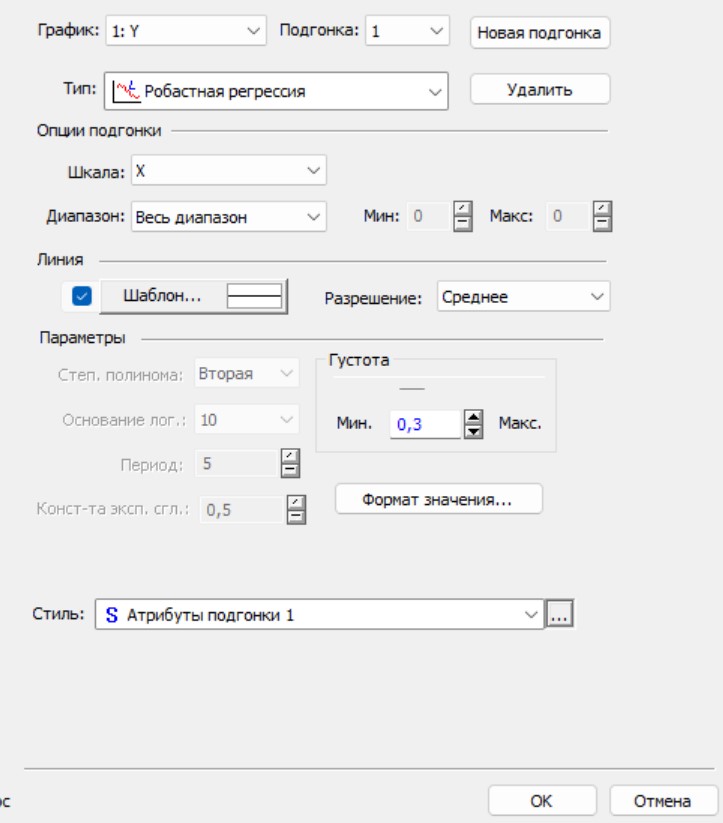 График: 1: Y Подгонка: 1 Новая подгонка
Тип: Робастная регрессия Удалить
Опции подгонки
Шкала: X
Диапазон: Весь диапазон Мин: 0 Макс: 0
Линия
Шаблон... Разрешение: Среднее
Параметры
Степ. полинома: Вторая Густота
Основание лог.: 10 Мин. 0,3 Макс.
Период: 5
Конст-та эксп. сгл.: 0,5 Формат значения...
Стиль: S Атрибуты подгонки 1 ...
ОК Отмена